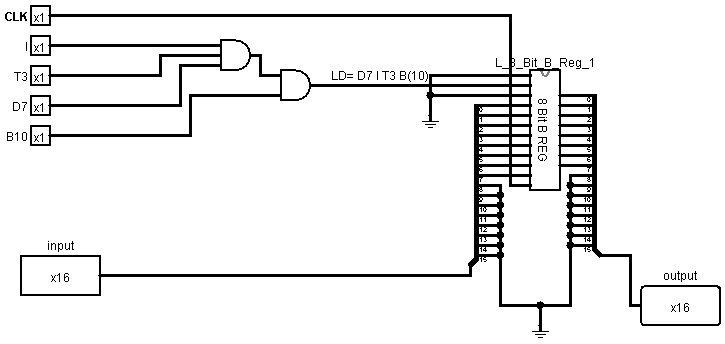 CLK x1
I x1
T3 x1
D7 x1
B10 x1
LD= D7 I T3 B(10)
L_8_Bit_B_Reg_1
8 Bit B REG
0
1
2
3
4
5
6
7
8
9
10
11
12
13
14
15
0
1
2
3
4
5
6
7
8
9
10
11
12
13
14
15
input
x16
output
x16